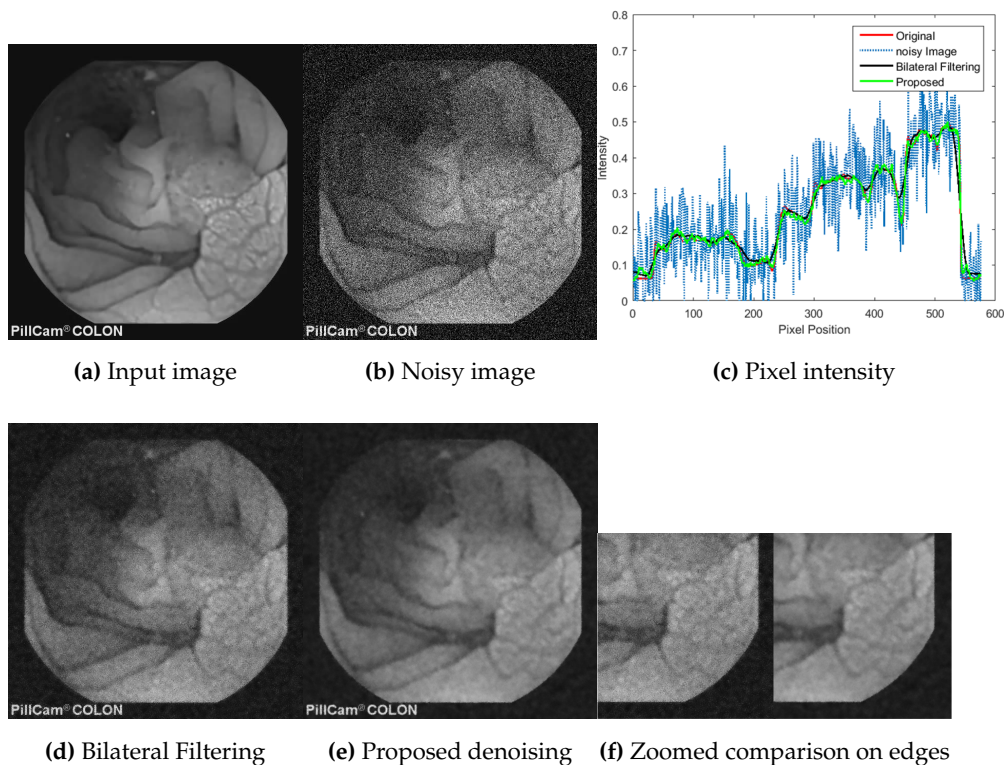 PillCam® COLON
PillCam® COLON
0.8
0.7
0.6
0.5
0.4
0.3
0.2
0.1
0
Intensity
Original
noisy Image
Bilateral Filtering
Proposed
0 100 200 300 400 500 600
Pixel Position
(a) Input image
(b) Noisy image
(c) Pixel intensity
PillCam® COLON
PillCam® COLON
(d) Bilateral Filtering
(e) Proposed denoising
(f) Zoomed comparison on edges